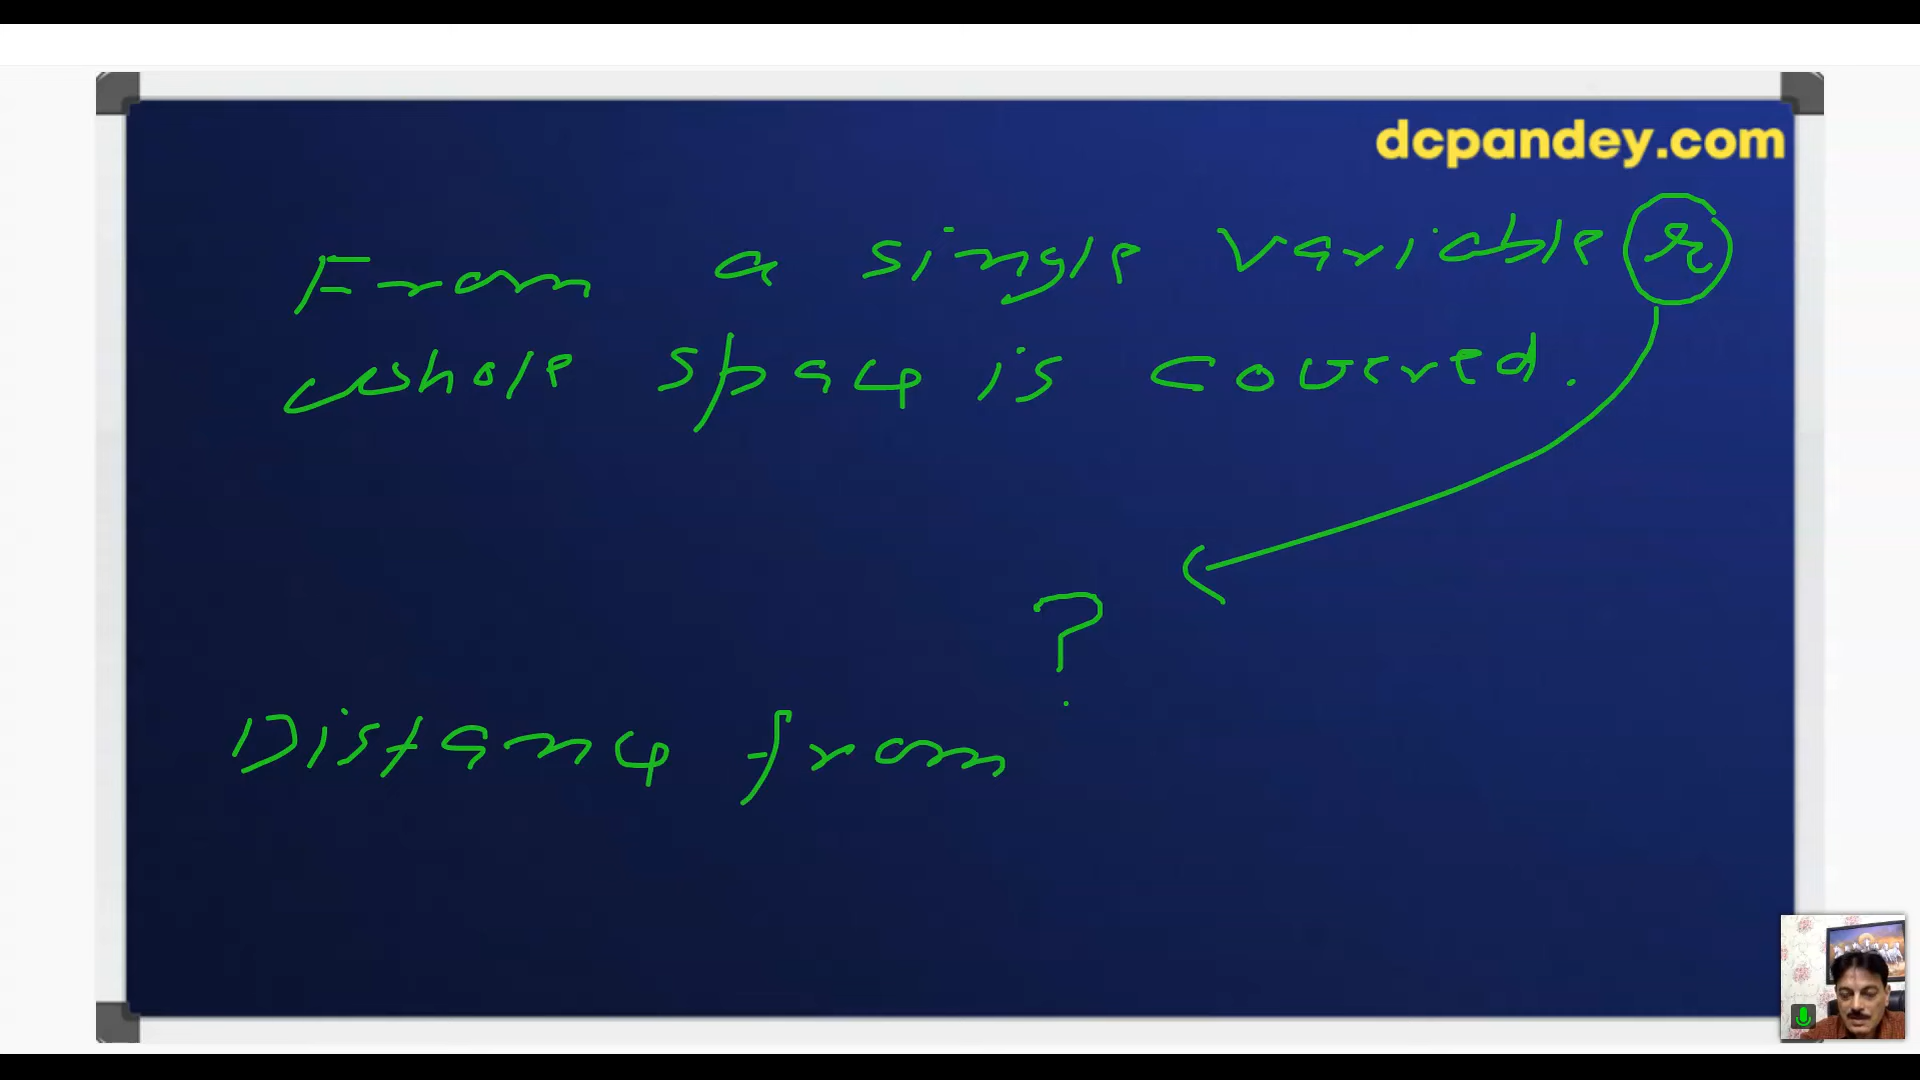 dcpandey.com
From a single variable r
whole space is covered.
?
Distance from